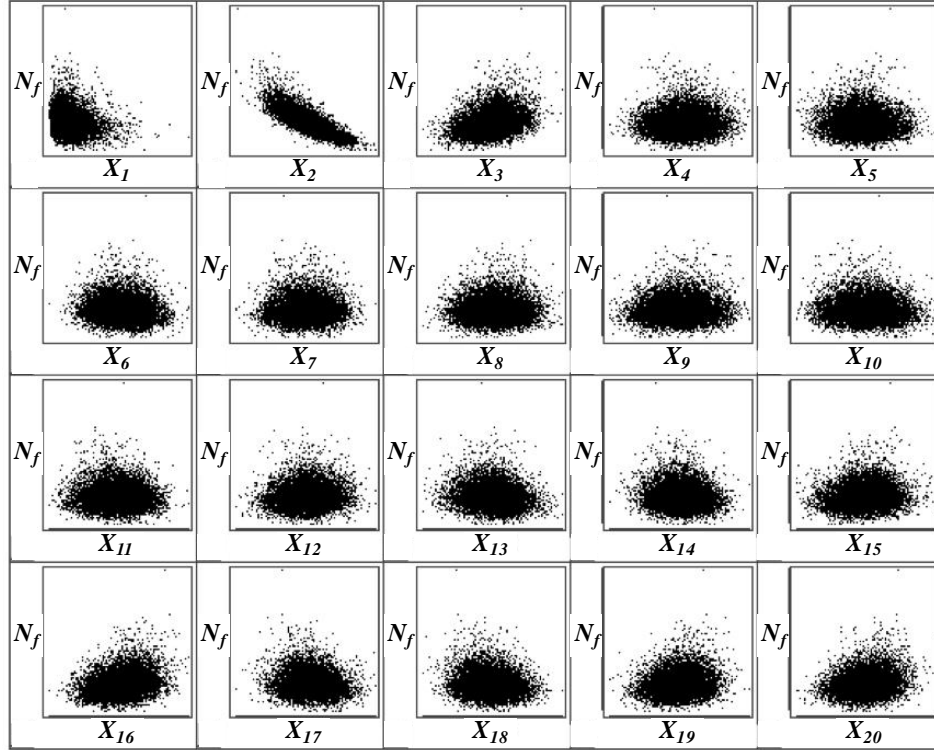 N_f N_f N_f N_f N_f
X_1 X_2 X_3 X_4 X_5
N_f N_f N_f N_f N_f
X_6 X_7 X_8 X_9 X_10
N_f N_f N_f N_f N_f
X_11 X_12 X_13 X_14 X_15
N_f N_f N_f N_f N_f
X_16 X_17 X_18 X_19 X_20